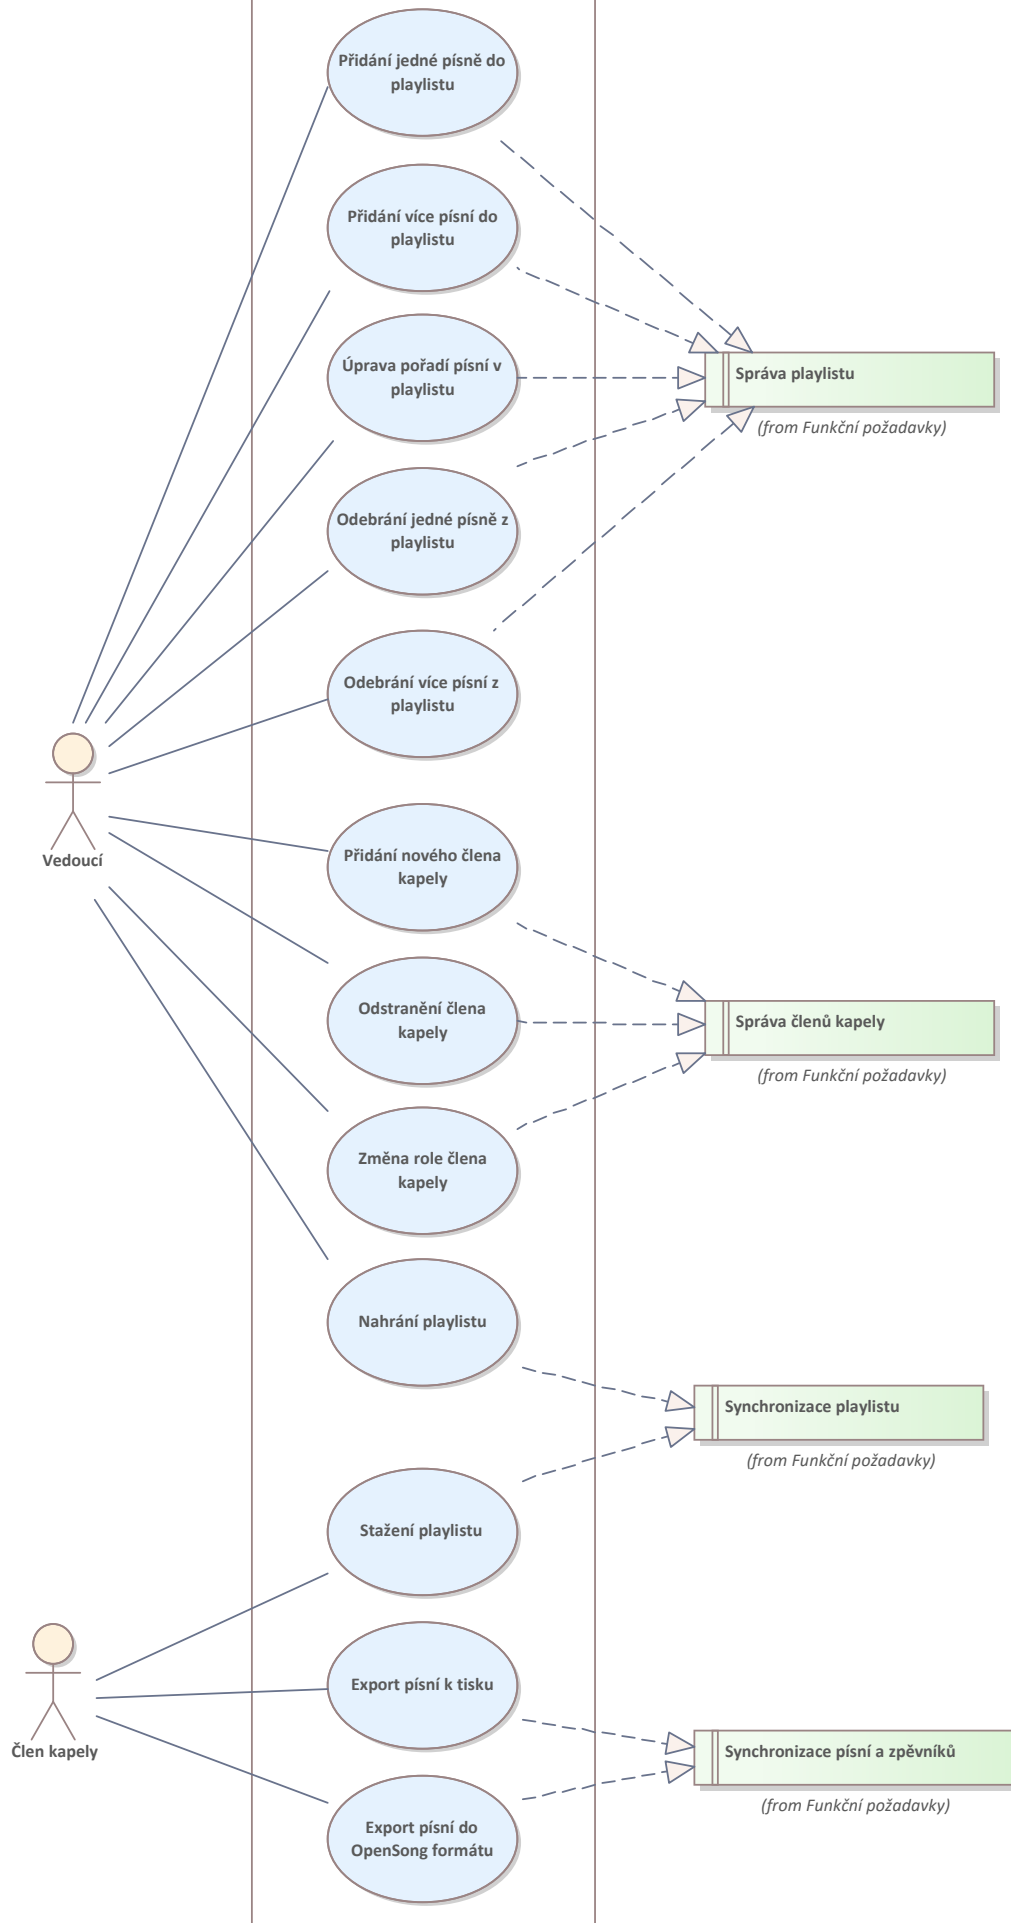 Přidání jedné písně do
playlistu
Přidání více písní do
playlistu
Úprava pořadí písní v
playlistu
Správa playlistu
(from Funkční požadavky)
Odebrání jedné písně z
playlistu
Odebrání více písní z
playlistu
Vedoucí
Přidání nového člena
kapely
Odstranění člena
kapely
Správa členů kapely
(from Funkční požadavky)
Změna role člena
kapely
Nahrání playlistu
Synchronizace playlistu
(from Funkční požadavky)
Stažení playlistu
Export písní k tisku
Člen kapely
Synchronizace písní a zpěvníků
(from Funkční požadavky)
Export písní do
OpenSong formátu